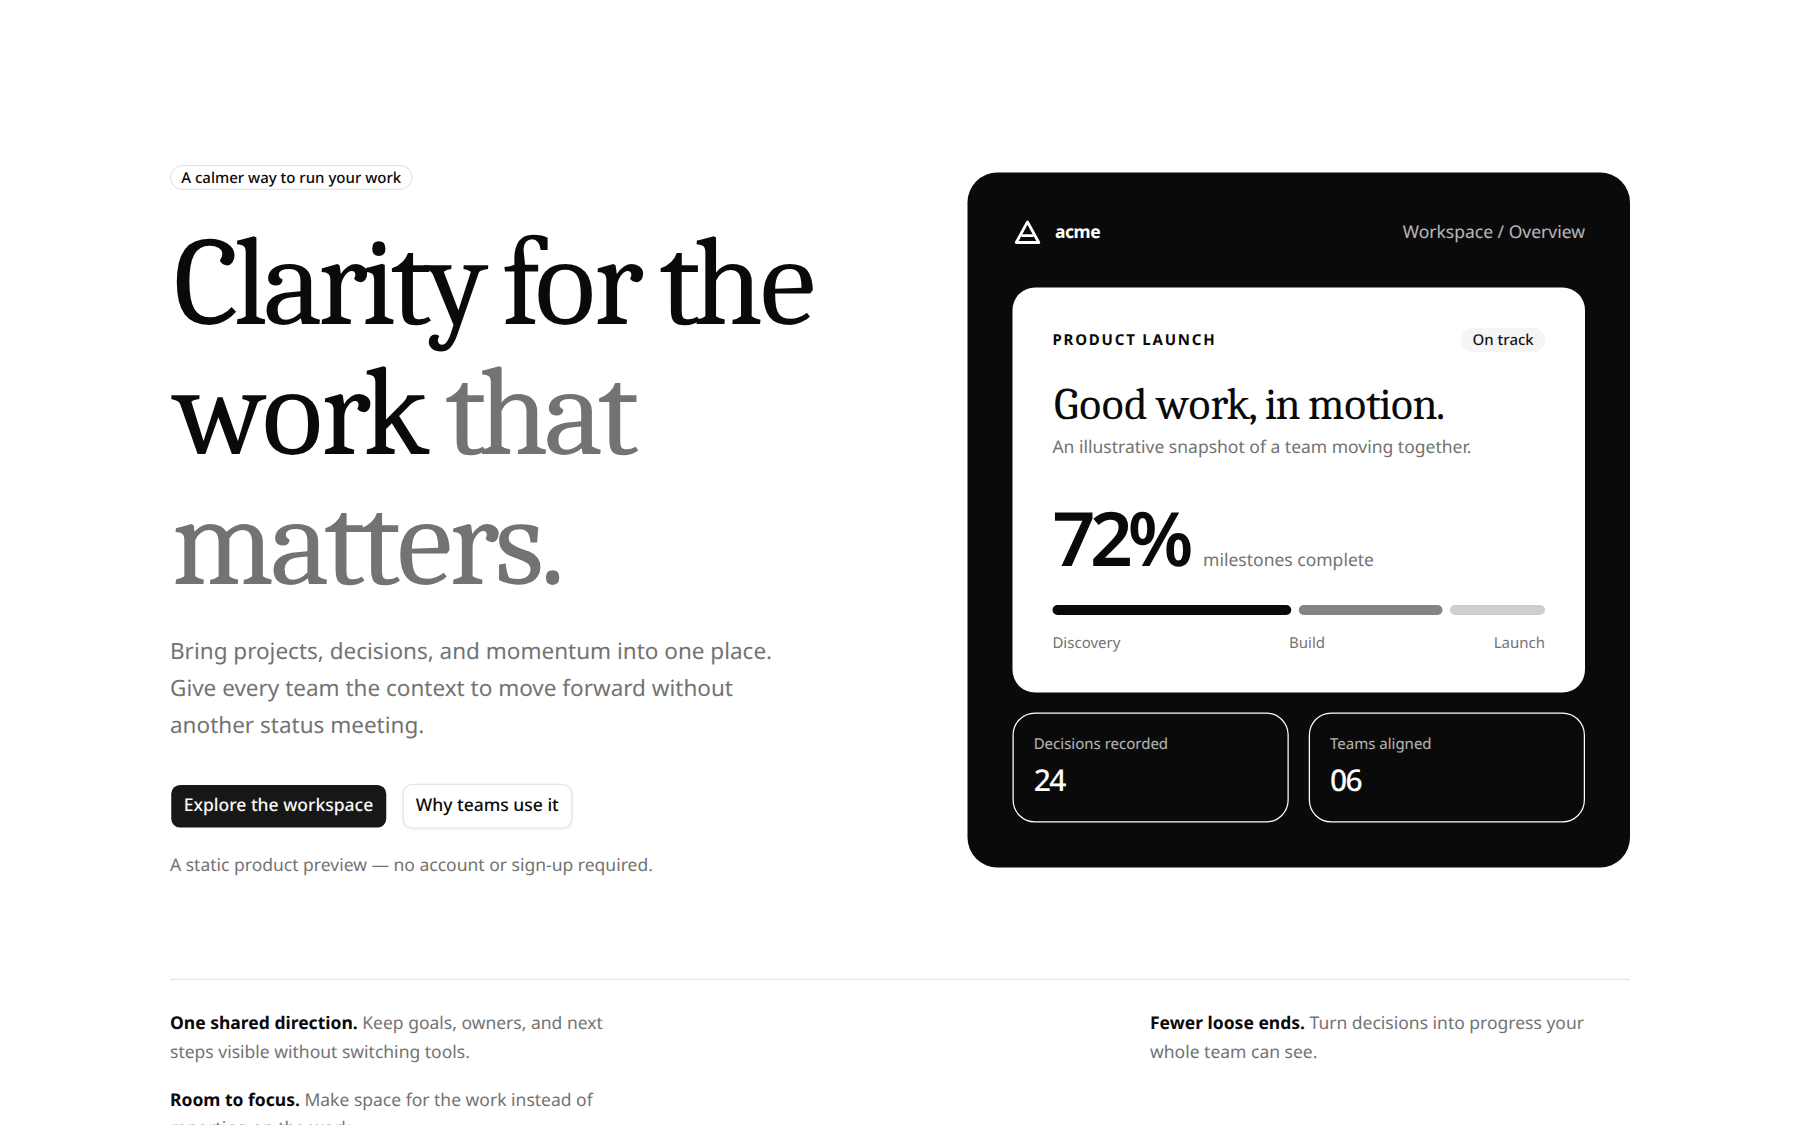 A calmer way to run your work
Clarity for the
work that
matters.
Bring projects, decisions, and momentum into one place.
Give every team the context to move forward without
another status meeting.
Explore the workspace
Why teams use it
A static product preview — no account or sign-up required.
acme
Workspace / Overview
PRODUCT LAUNCH
On track
Good work, in motion.
An illustrative snapshot of a team moving together.
72% milestones complete
Discovery
Build
Launch
Decisions recorded
24
Teams aligned
06
One shared direction. Keep goals, owners, and next
steps visible without switching tools.
Fewer loose ends. Turn decisions into progress your
whole team can see.
Room to focus. Make space for the work instead of